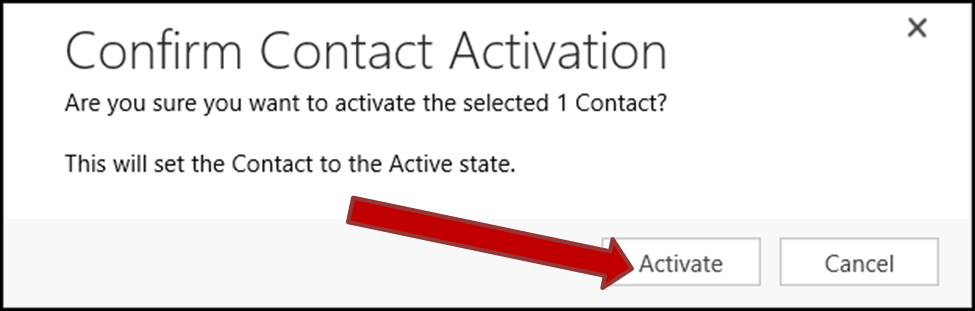 Confirm Contact Activation
Are you sure you want to activate the selected 1 Contact?
This will set the Contact to the Active state.
Activate
Cancel